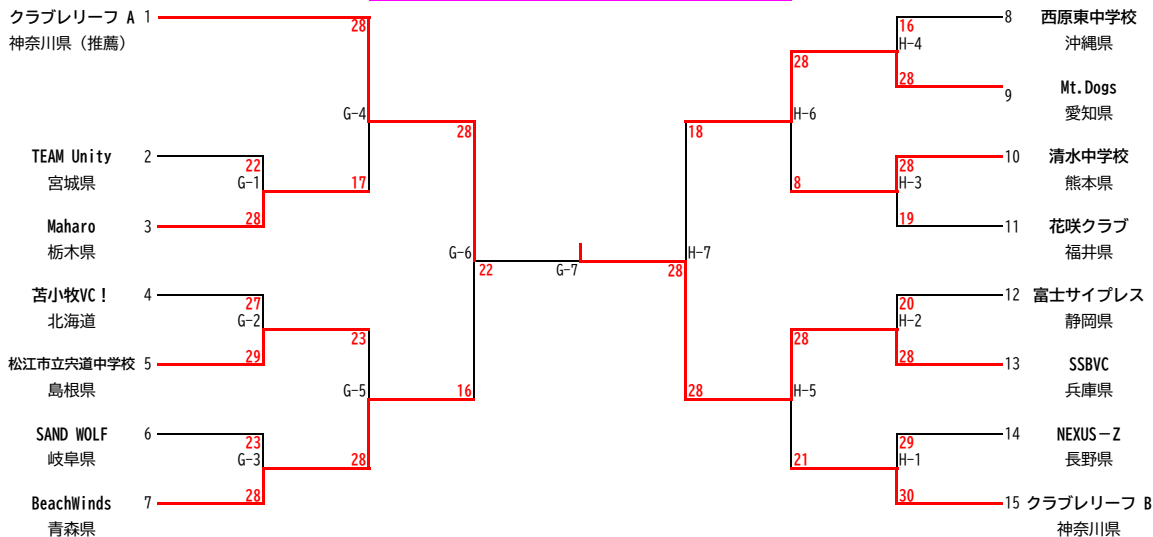 クラブレリーフ A 1
神奈川県（推薦）
28
G-4
28
TEAM Unity 2
宮城県
22
G-1
17
Maharo 3
栃木県
28
G-6
22
苫小牧VC！ 4
北海道
27
G-2
23
松江市立宍道中学校 5
島根県
29
G-5
16
SAND WOLF 6
岐阜県
23
G-3
28
BeachWinds 7
青森県
28
G-7
28
8 西原東中学校
沖縄県
16
H-4
28
28
9 Mt.Dogs
愛知県
H-6
18
10 清水中学校
熊本県
28
H-3
8
19
11 花咲クラブ
福井県
H-7
12 富士サイプレス
静岡県
20
H-2
28
28
13 SSBVC
兵庫県
H-5
28
14 NEXUS－Z
長野県
29
H-1
21
30
15 クラブレリーフ B
神奈川県